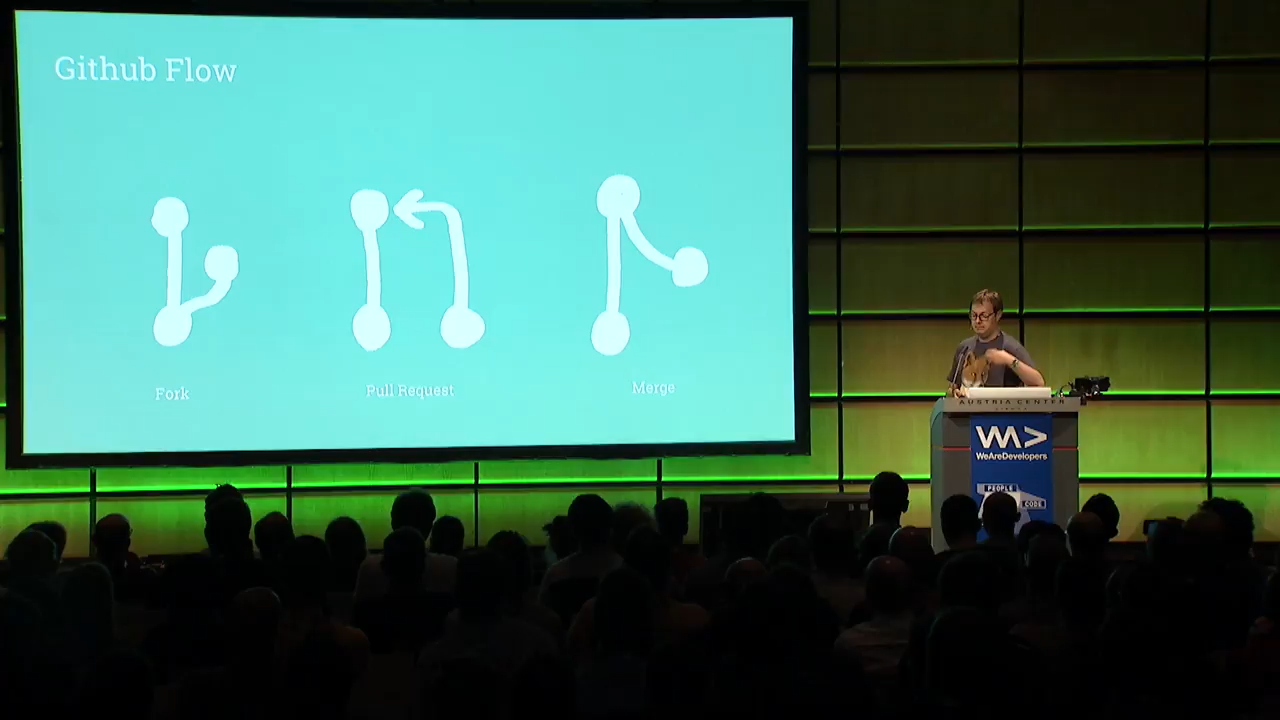 Github Flow
Fork
Pull Request
Merge
AUSTRIA CENTER
WeAreDevelopers
PEOPLE
CODE